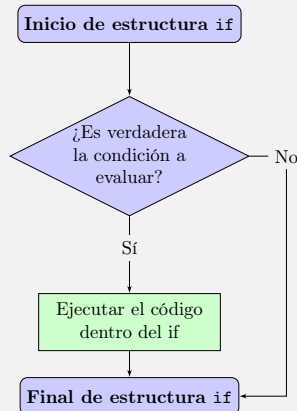 Inicio de estructura if
¿Es verdadera
la condición a
evaluar?
No
Sí
Ejecutar el código
dentro del if
Final de estructura if